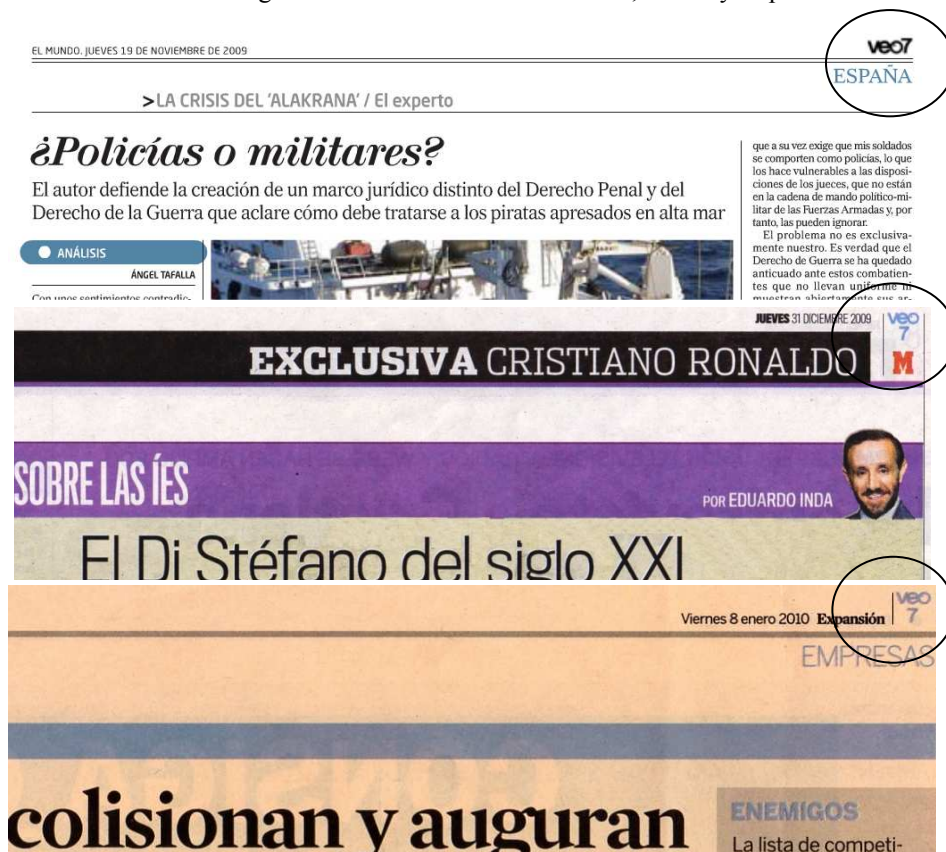 EL MUNDO. JUEVES 19 DE NOVIEMBRE DE 2009
veo7
ESPAÑA
>LA CRISIS DEL 'ALAKRANA' / El experto
¿Policías o militares?
El autor defiende la creación de un marco jurídico distinto del Derecho Penal y del
Derecho de la Guerra que aclare cómo debe tratarse a los piratas apresados en alta mar
ANÁLISIS
ÁNGEL TAFALLA
Con unos sentimientos contradic-
que a su vez exige que mis soldados
se comporten como policías, lo que
los hace vulnerables a las disposi-
ciones de los jueces, que no están
en la cadena de mando político-mi-
litar de las Fuerzas Armadas y, por
tanto, las pueden ignorar.
El problema no es exclusiva-
mente nuestro. Es verdad que el
Derecho de Guerra se ha quedado
anticuado ante estos combatien-
tes que no llevan uniforme ni
muestran abiertamente sus ar-
JUEVES 31 DICIEMBRE 2009
veo
7
M
EXCLUSIVA CRISTIANO RONALDO
SOBRE LAS ÍES
POR EDUARDO INDA
El Di Stéfano del siglo XXI
Viernes 8 enero 2010 Expansión
veo
7
EMPRESAS
colisionan y auguran
ENEMIGOS
La lista de competi-